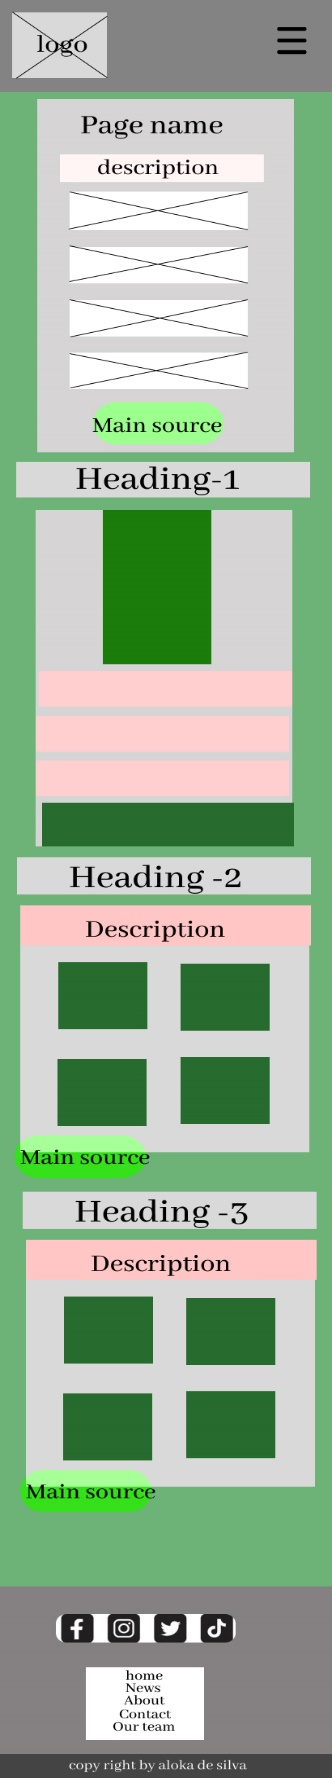 logo
Page name
description
Main source
Heading-1
Heading -2
Description
Main source
Heading -3
Description
Main source
home
News
About
Contact
Our team
copy right by aloka de silva